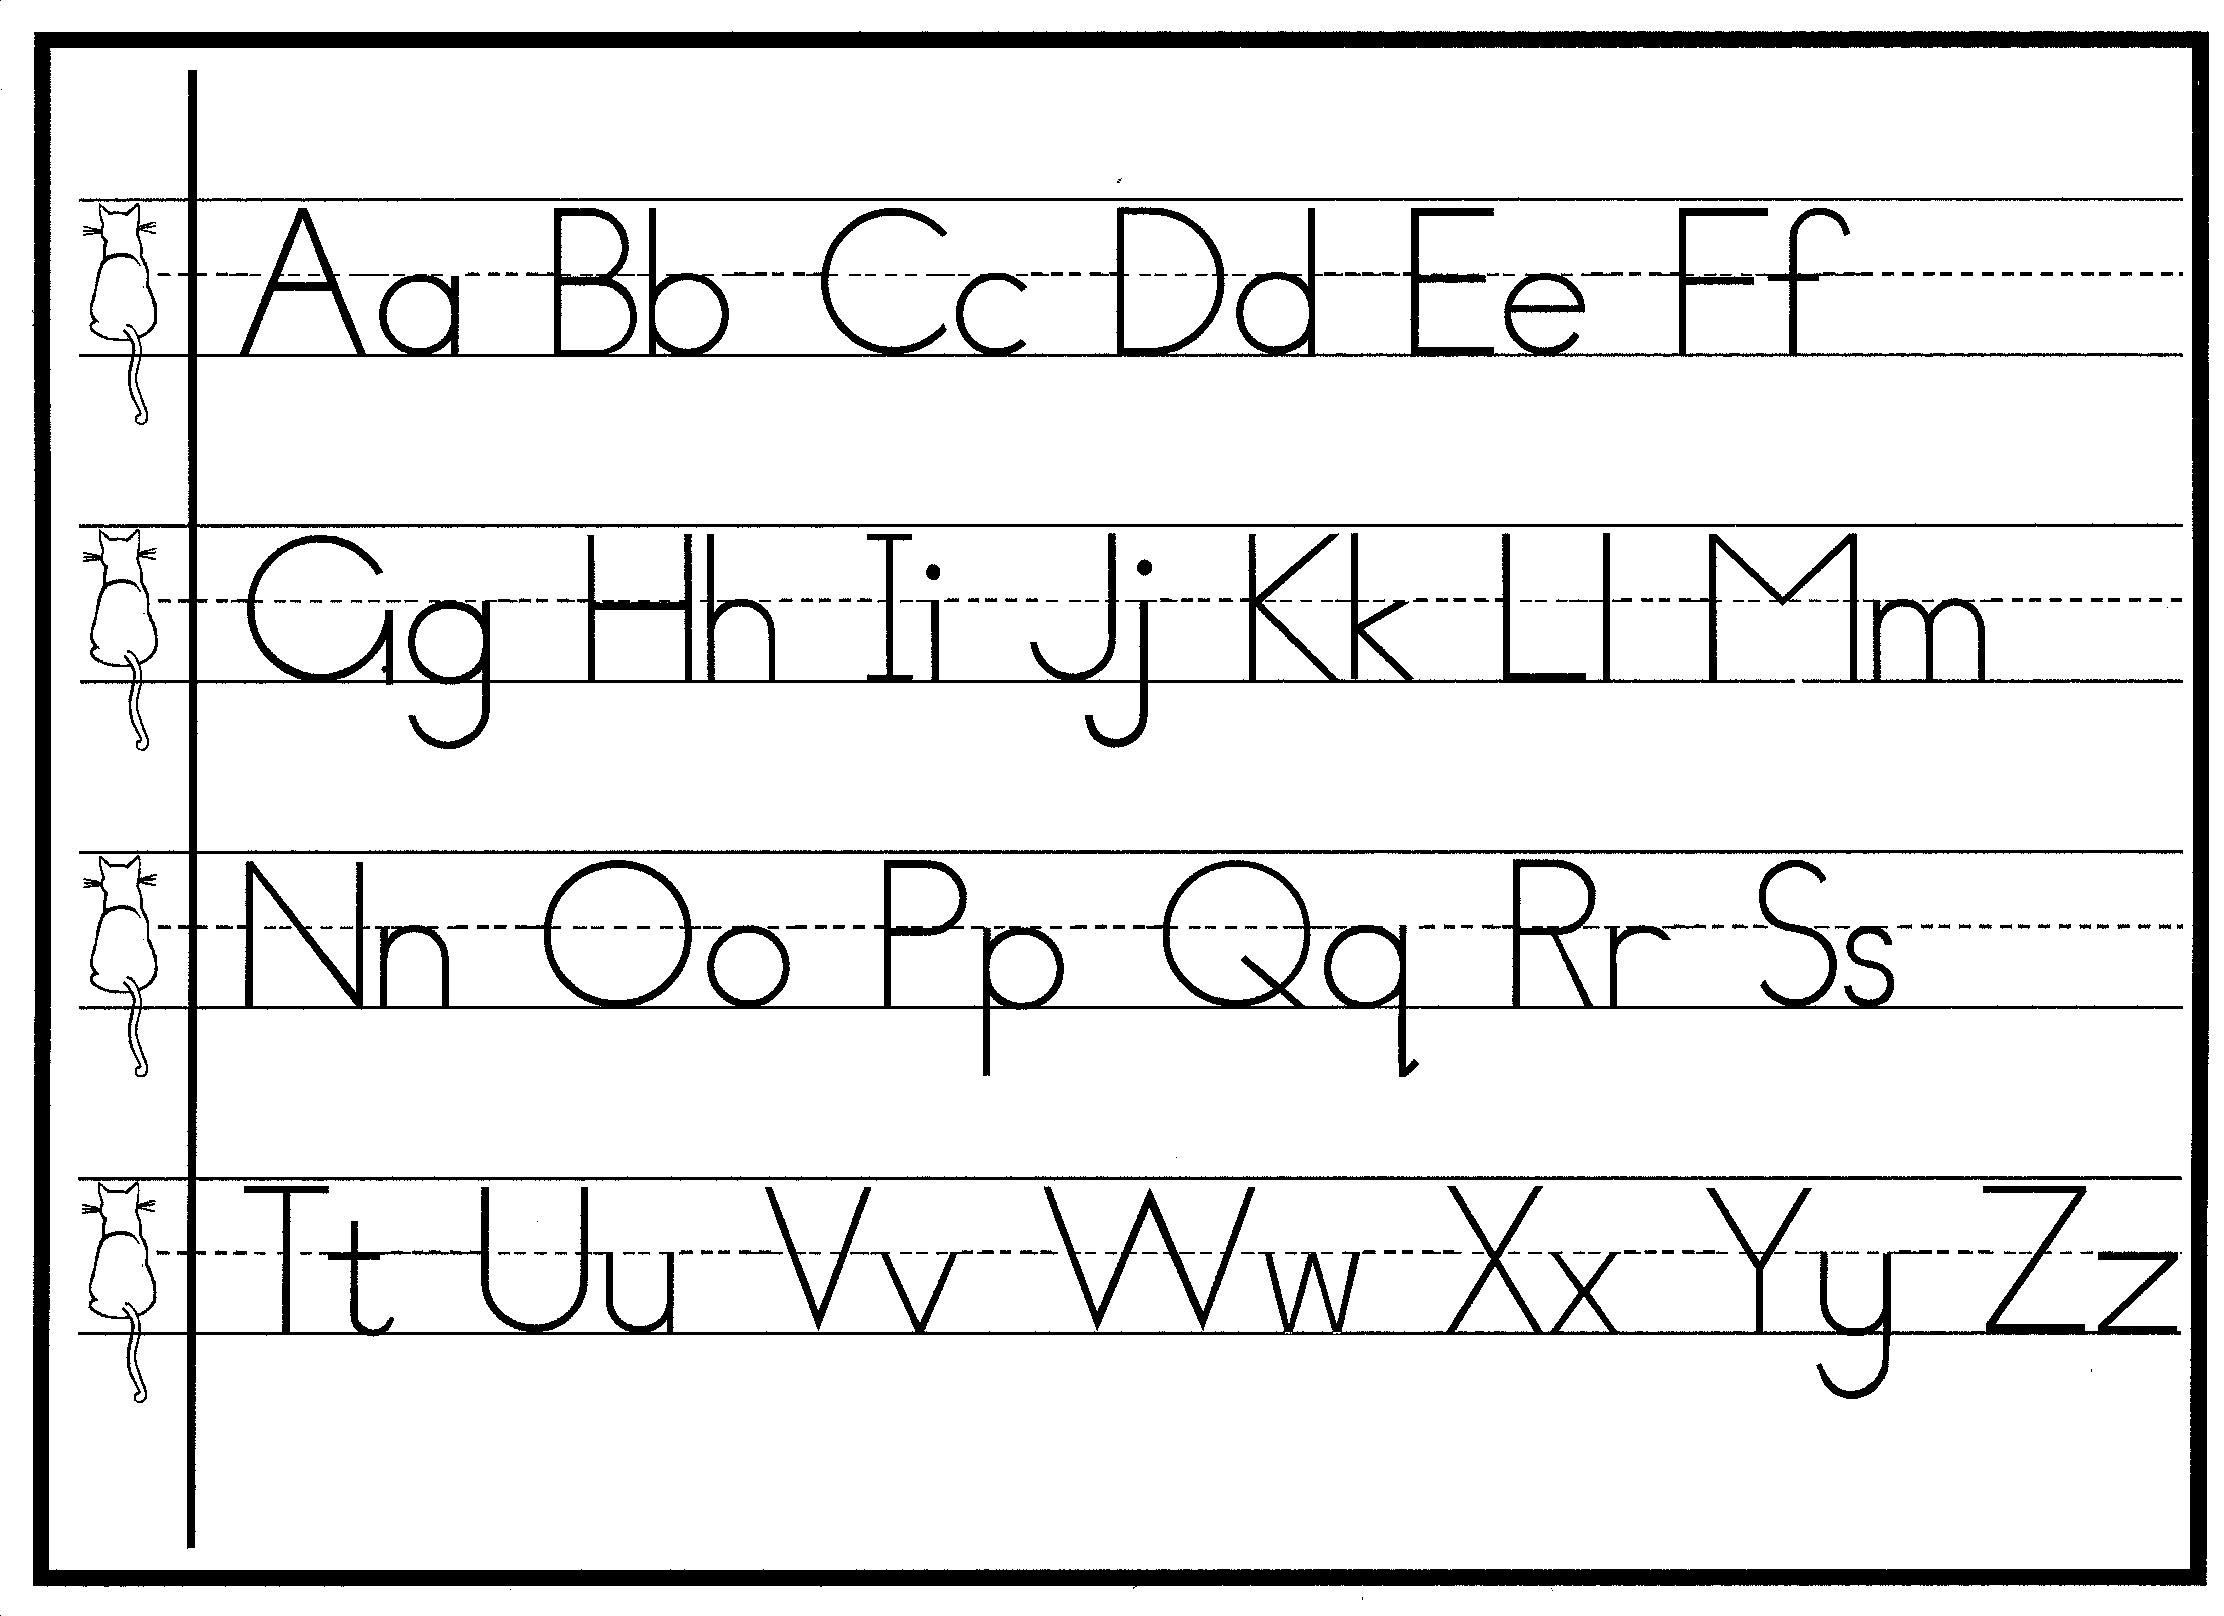 Aa Bb Cc Dd Ee Ff
Gg Hh Ii Jj Kk Ll Mm
Nn Oo Pp Qq Rr Ss
Tt Uu Vv Ww Xx Yy Zz